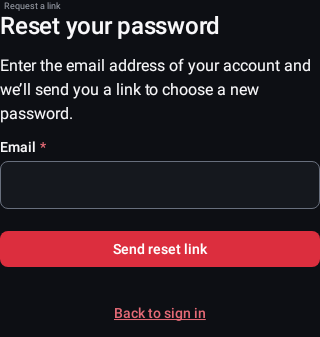 Request a link
Reset your password
Enter the email address of your account and
we’ll send you a link to choose a new
password.
Email *
Send reset link
Back to sign in